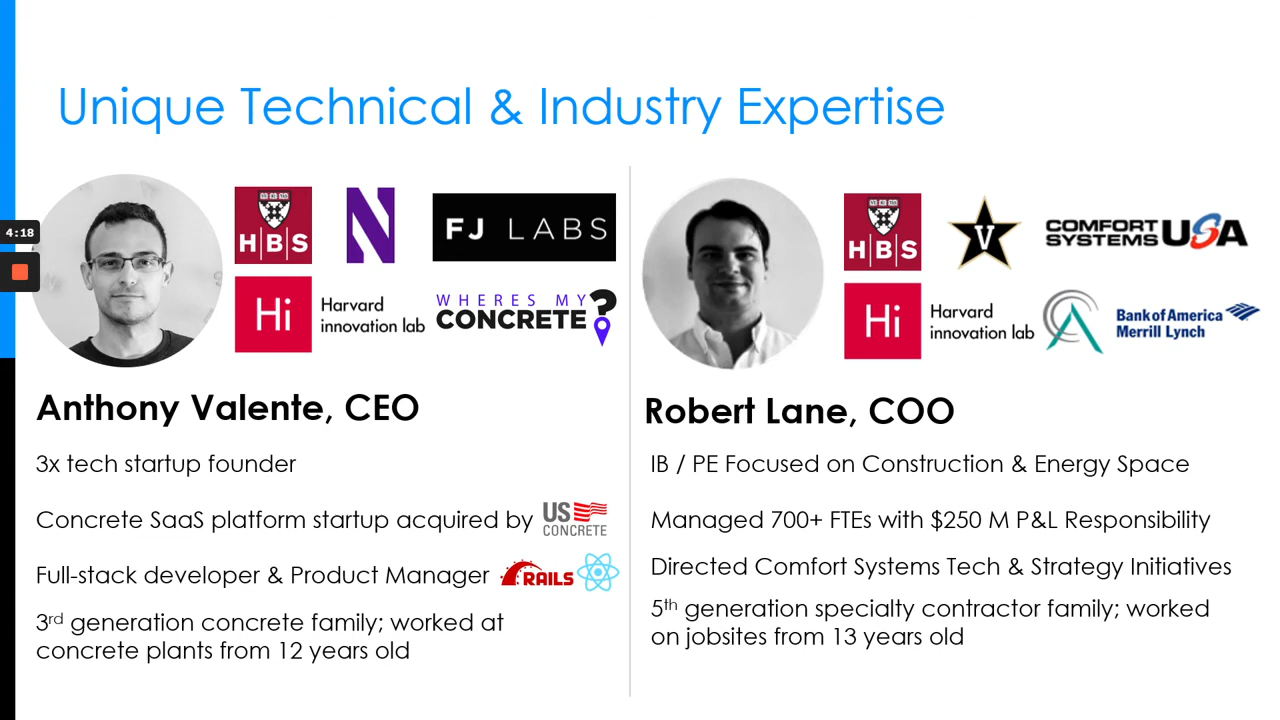 Unique Technical & Industry Expertise
4:18
HBS
N
FJ LABS
Hi
Harvard
innovation lab
WHERES MY
CONCRETE?
Anthony Valente, CEO
3x tech startup founder
Concrete SaaS platform startup acquired by
US
CONCRETE
Full-stack developer & Product Manager
RAILS
3rd generation concrete family; worked at
concrete plants from 12 years old
HBS
V
COMFORT
SYSTEMS USA
Hi
Harvard
innovation lab
Bank of America
Merrill Lynch
Robert Lane, COO
IB / PE Focused on Construction & Energy Space
Managed 700+ FTEs with $250 M P&L Responsibility
Directed Comfort Systems Tech & Strategy Initiatives
5th generation specialty contractor family; worked
on jobsites from 13 years old